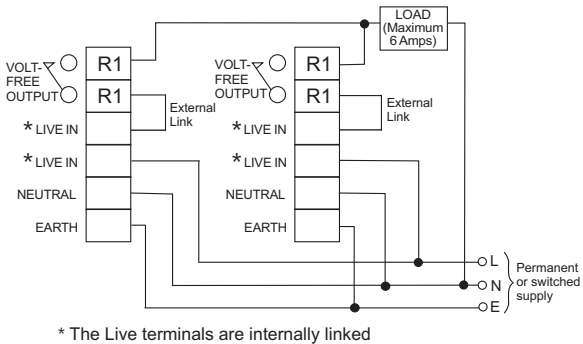 LOAD
(Maximum
6 Amps)
VOLT-
FREE
OUTPUT
R1
R1
External
Link
* LIVE IN
* LIVE IN
NEUTRAL
EARTH
VOLT-
FREE
OUTPUT
R1
R1
External
Link
* LIVE IN
* LIVE IN
NEUTRAL
EARTH
L
N
E
Permanent
or switched
supply
* The Live terminals are internally linked